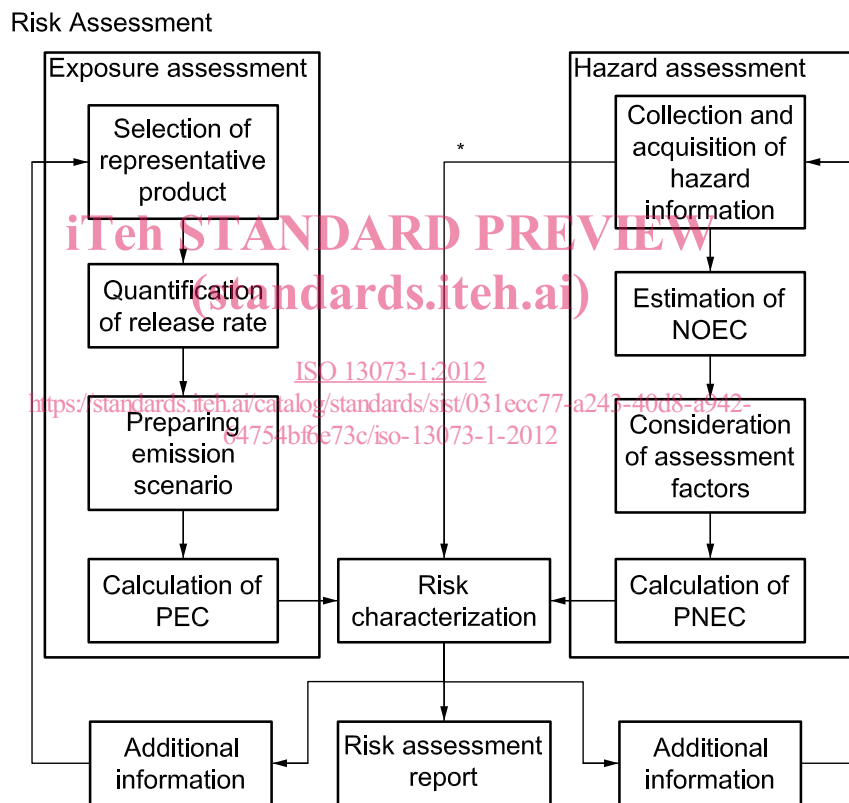 Risk Assessment
Exposure assessment
Selection of
representative
product
Quantification
of release rate
Preparing
emission
scenario
Calculation of
PEC
Hazard assessment
Collection and
acquisition of
hazard
information
Estimation of
NOEC
Consideration
of assessment
factors
Calculation of
PNEC
*
Risk
characterization
Additional
information
Risk assessment
report
Additional
information
iTeh STANDARD PREVIEW
(standards.iteh.ai)
ISO 13073-1:2012
https://standards.iteh.ai/catalog/standards/sist/031ecc77-a243-40d8-a942-
64754bf6e73c/iso-13073-1-2012